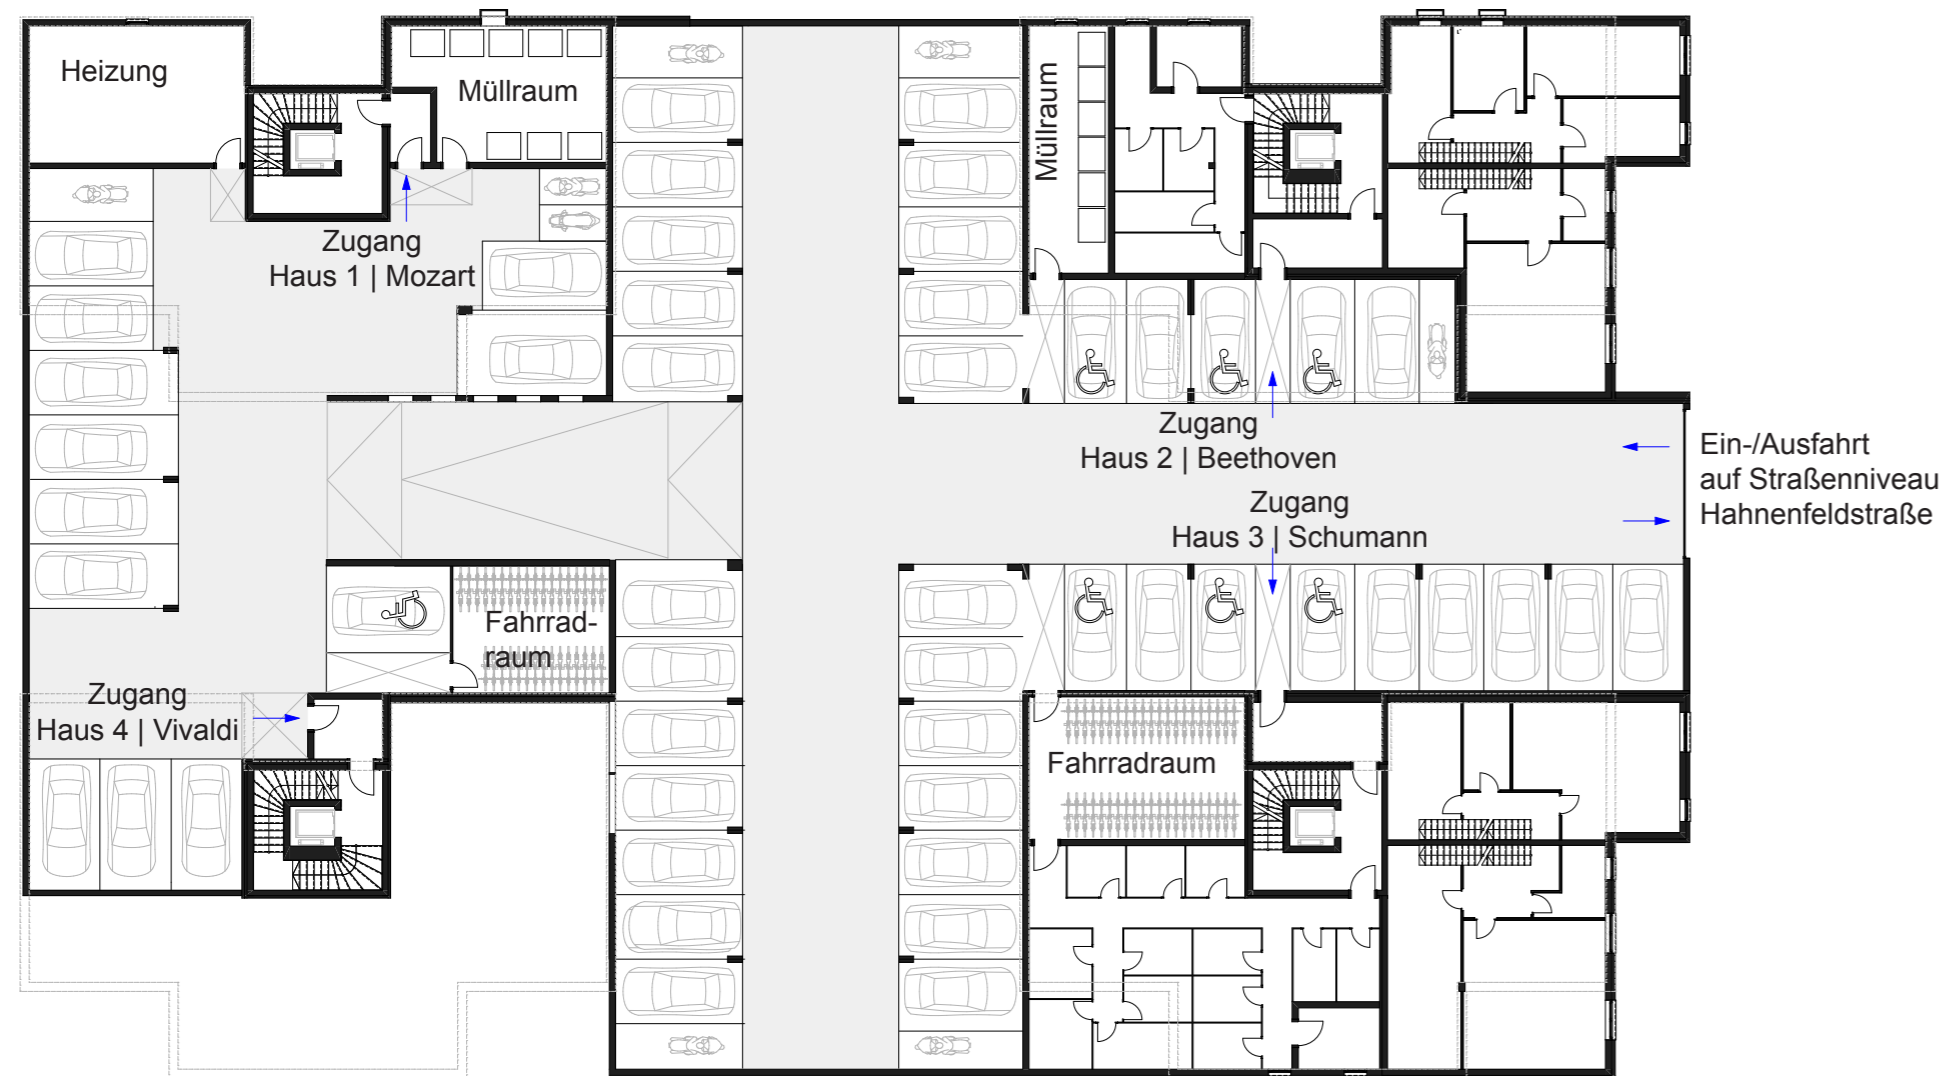 Heizung
Müllraum
Müllraum
Zugang
Haus 1 | Mozart
Zugang
Haus 2 | Beethoven
Ein-/Ausfahrt
auf Straßenniveau
Hahnenfeldstraße
Zugang
Haus 3 | Schumann
Fahrrad-
raum
Zugang
Haus 4 | Vivaldi
Fahrradraum